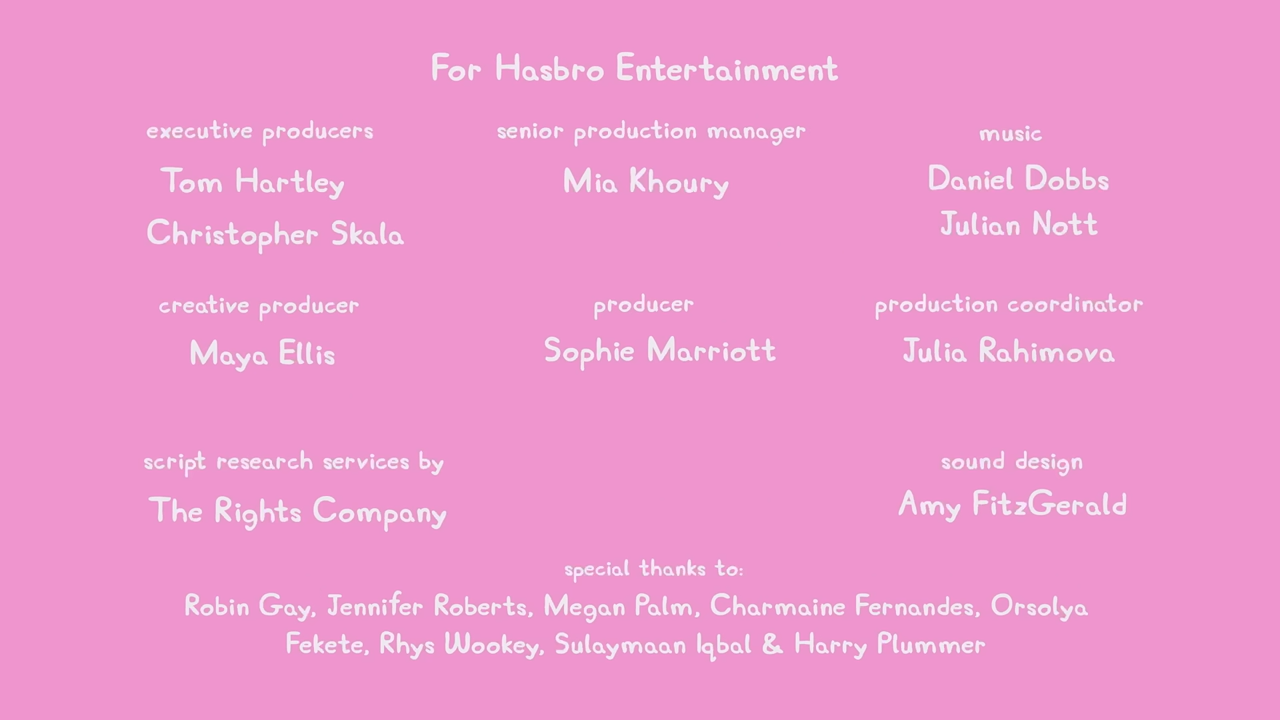 For Hasbro Entertainment
executive producers
Tom Hartley
Christopher Skala
senior production manager
Mia Khoury
music
Daniel Dobbs
Julian Nott
creative producer
Maya Ellis
producer
Sophie Marriott
production coordinator
Julia Rahimova
script research services by
The Rights Company
sound design
Amy FitzGerald
special thanks to:
Robin Gay, Jennifer Roberts, Megan Palm, Charmaine Fernandes, Orsolya
Fekete, Rhys Wookey, Sulaymaan Iqbal & Harry Plummer